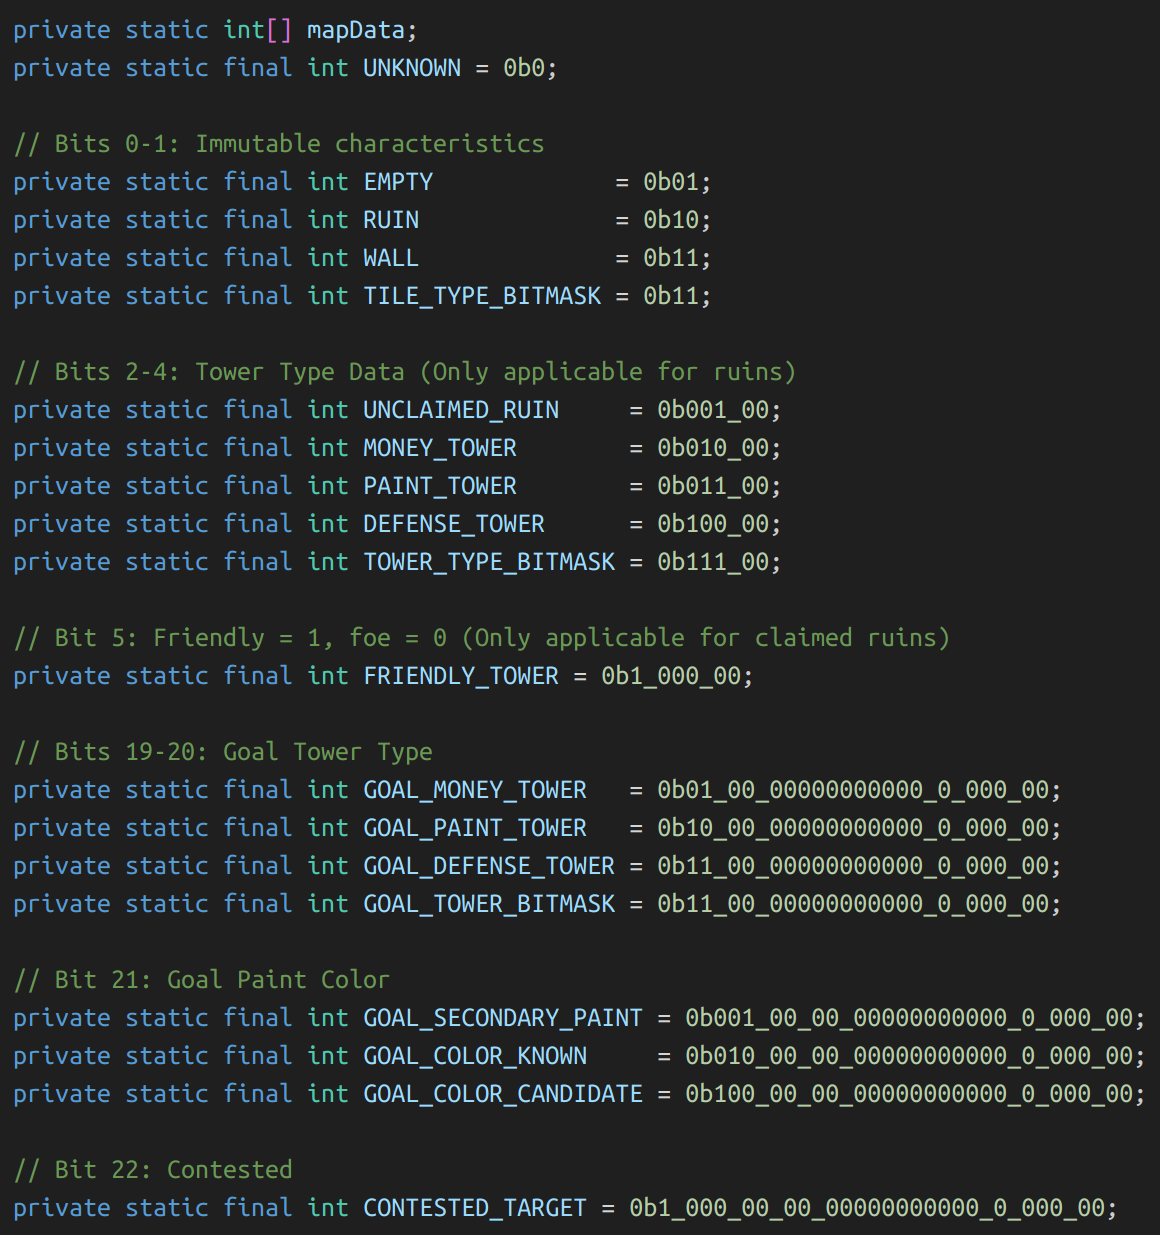 private static int[] mapData;
private static final int UNKNOWN = 0b0;

// Bits 0-1: Immutable characteristics
private static final int EMPTY             = 0b01;
private static final int RUIN              = 0b10;
private static final int WALL              = 0b11;
private static final int TILE_TYPE_BITMASK = 0b11;

// Bits 2-4: Tower Type Data (Only applicable for ruins)
private static final int UNCLAIMED_RUIN     = 0b001_00;
private static final int MONEY_TOWER        = 0b010_00;
private static final int PAINT_TOWER        = 0b011_00;
private static final int DEFENSE_TOWER      = 0b100_00;
private static final int TOWER_TYPE_BITMASK = 0b111_00;

// Bit 5: Friendly = 1, foe = 0 (Only applicable for claimed ruins)
private static final int FRIENDLY_TOWER = 0b1_000_00;

// Bits 19-20: Goal Tower Type
private static final int GOAL_MONEY_TOWER   = 0b01_00_00000000000_0_000_00;
private static final int GOAL_PAINT_TOWER   = 0b10_00_00000000000_0_000_00;
private static final int GOAL_DEFENSE_TOWER = 0b11_00_00000000000_0_000_00;
private static final int GOAL_TOWER_BITMASK = 0b11_00_00000000000_0_000_00;

// Bit 21: Goal Paint Color
private static final int GOAL_SECONDARY_PAINT = 0b001_00_00_00000000000_0_000_00;
private static final int GOAL_COLOR_KNOWN     = 0b010_00_00_00000000000_0_000_00;
private static final int GOAL_COLOR_CANDIDATE = 0b100_00_00_00000000000_0_000_00;

// Bit 22: Contested
private static final int CONTESTED_TARGET = 0b1_000_00_00_00000000000_0_000_00;